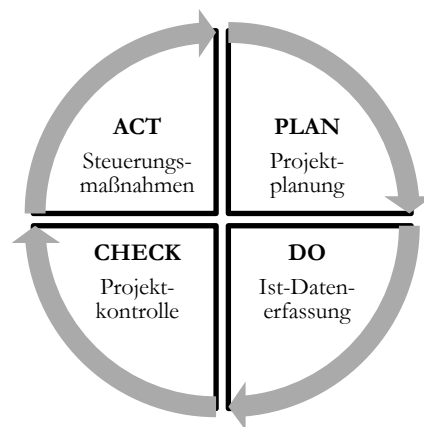 ACT
Steuerungs-
maßnahmen
PLAN
Projekt-
planung
CHECK
Projekt-
kontrolle
DO
Ist-Daten-
erfassung